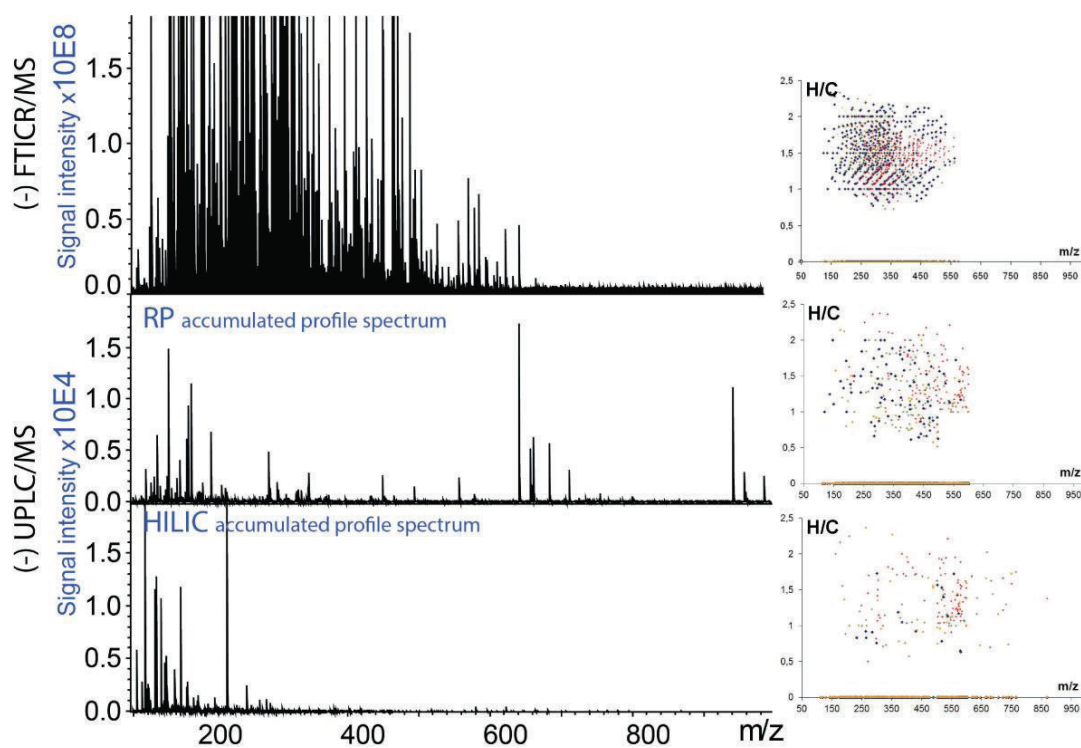 (-) FTICR/MS
Signal intensity x10E8
1.5
1.0
0.5
0.0
H/C
2,5
2
1,5
1
0,5
0
m/z
50 150 250 350 450 550 650 750 850 950
(-) UPLC/MS
Signal intensity x10E4
RP accumulated profile spectrum
1.5
1.0
0.5
0.0
H/C
2,5
2
1,5
1
0,5
0
m/z
50 150 250 350 450 550 650 750 850 950
HILIC accumulated profile spectrum
1.5
1.0
0.5
0.0
200 400 600 800 m/z
H/C
2,5
2
1,5
1
0,5
0
m/z
50 150 250 350 450 550 650 750 850 950